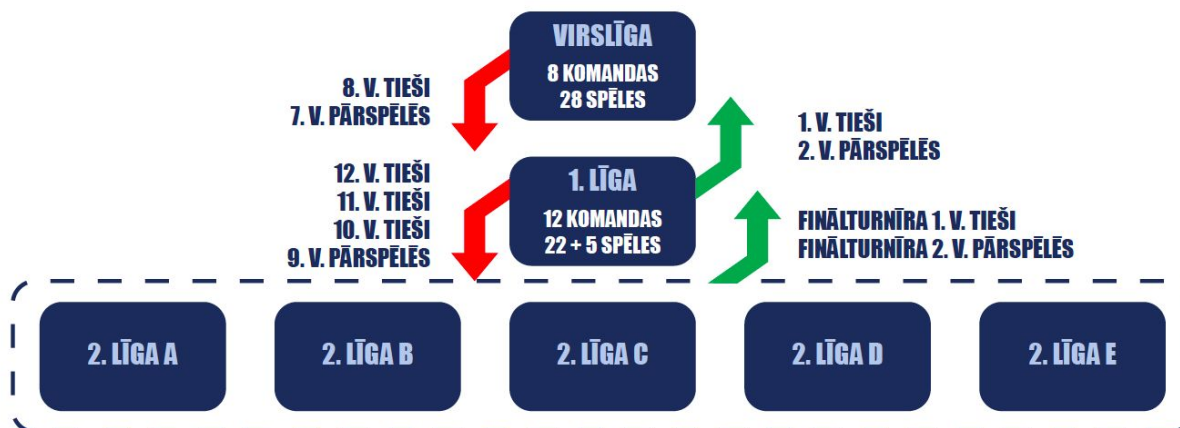 VIRSLĪGA
8 KOMANDAS
28 SPĒLES
8. V. TIEŠI
7. V. PĀRSPĒLĒS
1. V. TIEŠI
2. V. PĀRSPĒLĒS
12. V. TIEŠI
11. V. TIEŠI
10. V. TIEŠI
9. V. PĀRSPĒLĒS
1. LĪGA
12 KOMANDAS
22 + 5 SPĒLES
FINĀLTURNĪRA 1. V. TIEŠI
FINĀLTURNĪRA 2. V. PĀRSPĒLĒS
2. LĪGA A
2. LĪGA B
2. LĪGA C
2. LĪGA D
2. LĪGA E